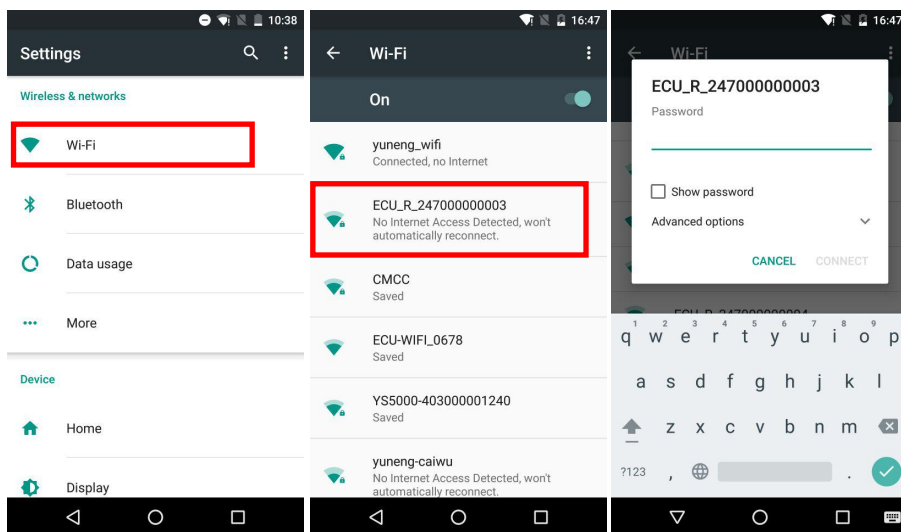 10:38
Settings
Wireless & networks
Wi-Fi
Bluetooth
Data usage
More
Device
Home
Display
16:47
Wi-Fi
On
yuneng_wifi
Connected, no Internet
ECU_R_247000000003
No Internet Access Detected, won't
automatically reconnect.
CMCC
Saved
ECU-WIFI_0678
Saved
YS5000-403000001240
Saved
yuneng-caiwu
No Internet Access Detected, won't
automatically reconnect.
16:47
Wi-Fi
ECU_R_247000000003
Password
Show password
Advanced options
CANCEL CONNECT
1 2 3 4 5 6 7 8 9
q w e r t y u i o p
a s d f g h j k l
z x c v b n m
?123 , .